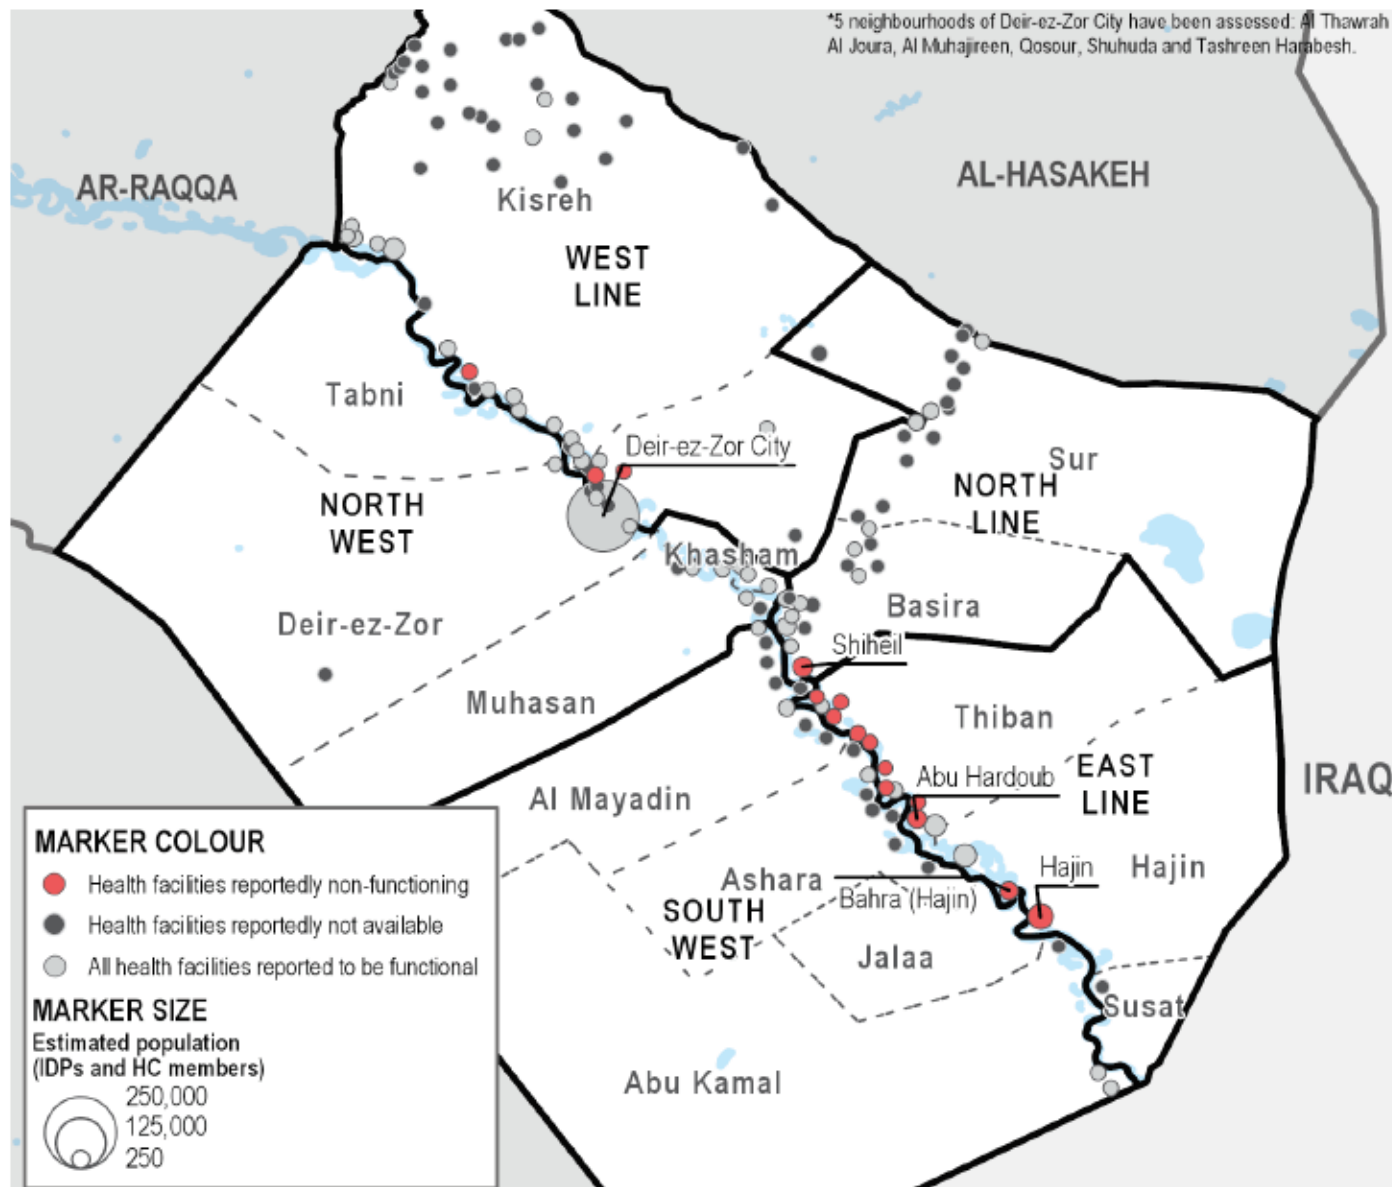 *5 neighbourhoods of Deir-ez-Zor City have been assessed: Al Thawrah
Al Joura, Al Muhajireen, Qosour, Shuhuda and Tashreen Harabesh.
AR-RAQQA
AL-HASAKEH
Kisreh
WEST
LINE
Tabni
Deir-ez-Zor City
Sur
NORTH
LINE
NORTH
WEST
Khasham
Basira
Deir-ez-Zor
Shiheil
Muhasan
Thiban
EAST
LINE
IRAQ
Abu Hardoub
Al Mayadin
Hajin
Hajin
Ashara
Bahra (Hajin)
SOUTH
WEST
Jalaa
Susat
Abu Kamal
MARKER COLOUR
Health facilities reportedly non-functioning
Health facilities reportedly not available
All health facilities reported to be functional
MARKER SIZE
Estimated population
(IDPs and HC members)
250,000
125,000
250